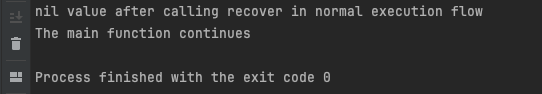 nil value after calling recover in normal execution flow
The main function continues
Process finished with the exit code 0